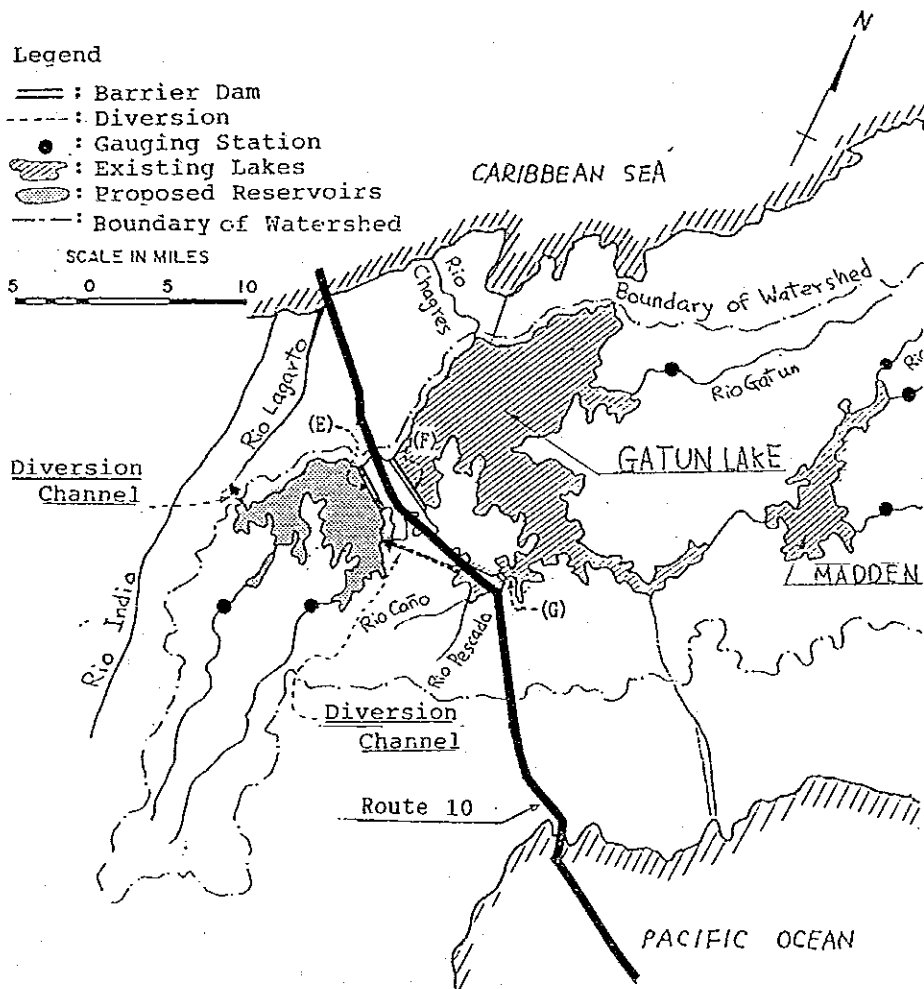 Legend
: Barrier Dam
: Diversion
: Gauging Station
: Existing Lakes
: Proposed Reservoirs
: Boundary of Watershed
SCALE IN MILES
5 0 5 10
N
CARIBBEAN SEA
Rio Chagres
Boundary of Watershed
Rio Gatun
Rio Lagarto
(E)
(F)
GATUN LAKE
Diversion
Channel
MADDEN
Rio India
Rio Caño
(G)
Rio Pescado
Diversion
Channel
Route 10
PACIFIC OCEAN